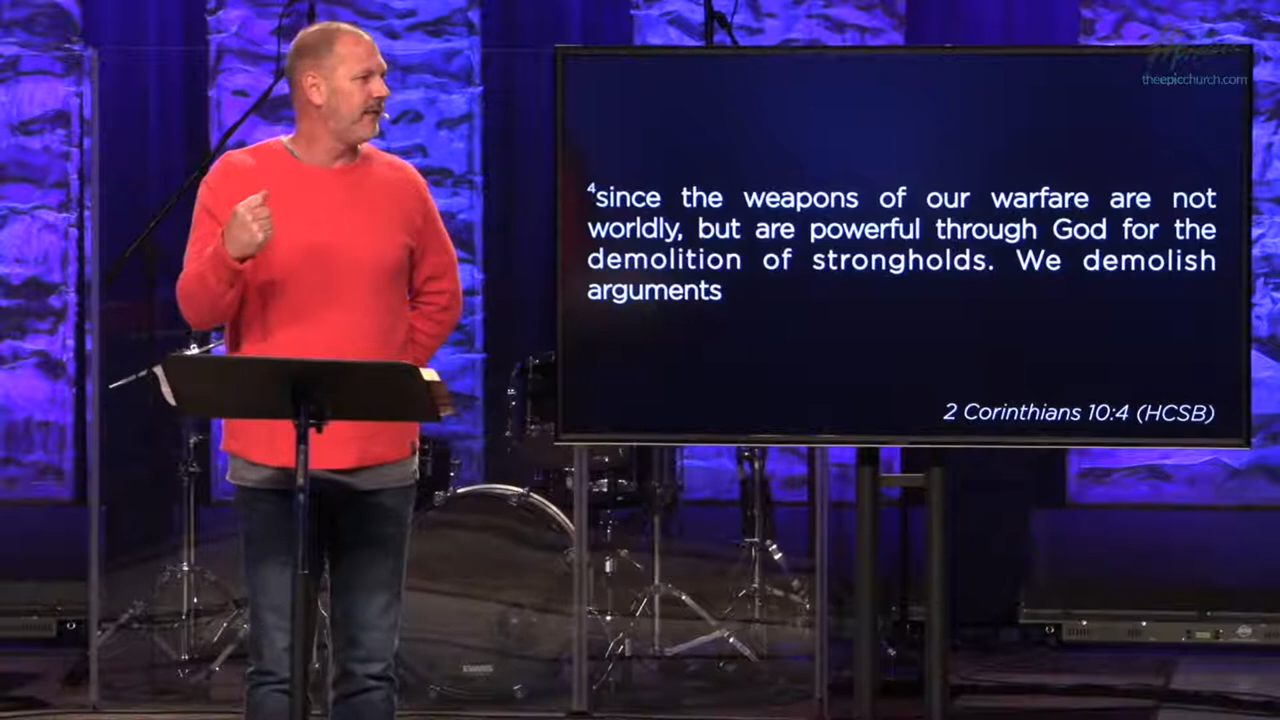 theepicchurch.com
⁴since the weapons of our warfare are not
worldly, but are powerful through God for the
demolition of strongholds. We demolish
arguments
2 Corinthians 10:4 (HCSB)
EVANS